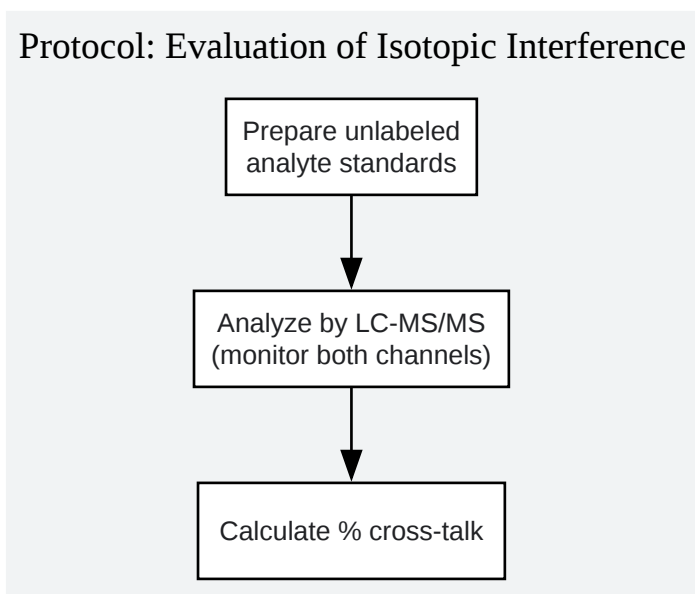 Protocol: Evaluation of Isotopic Interference
Prepare unlabeled
analyte standards
Analyze by LC-MS/MS
(monitor both channels)
Calculate % cross-talk